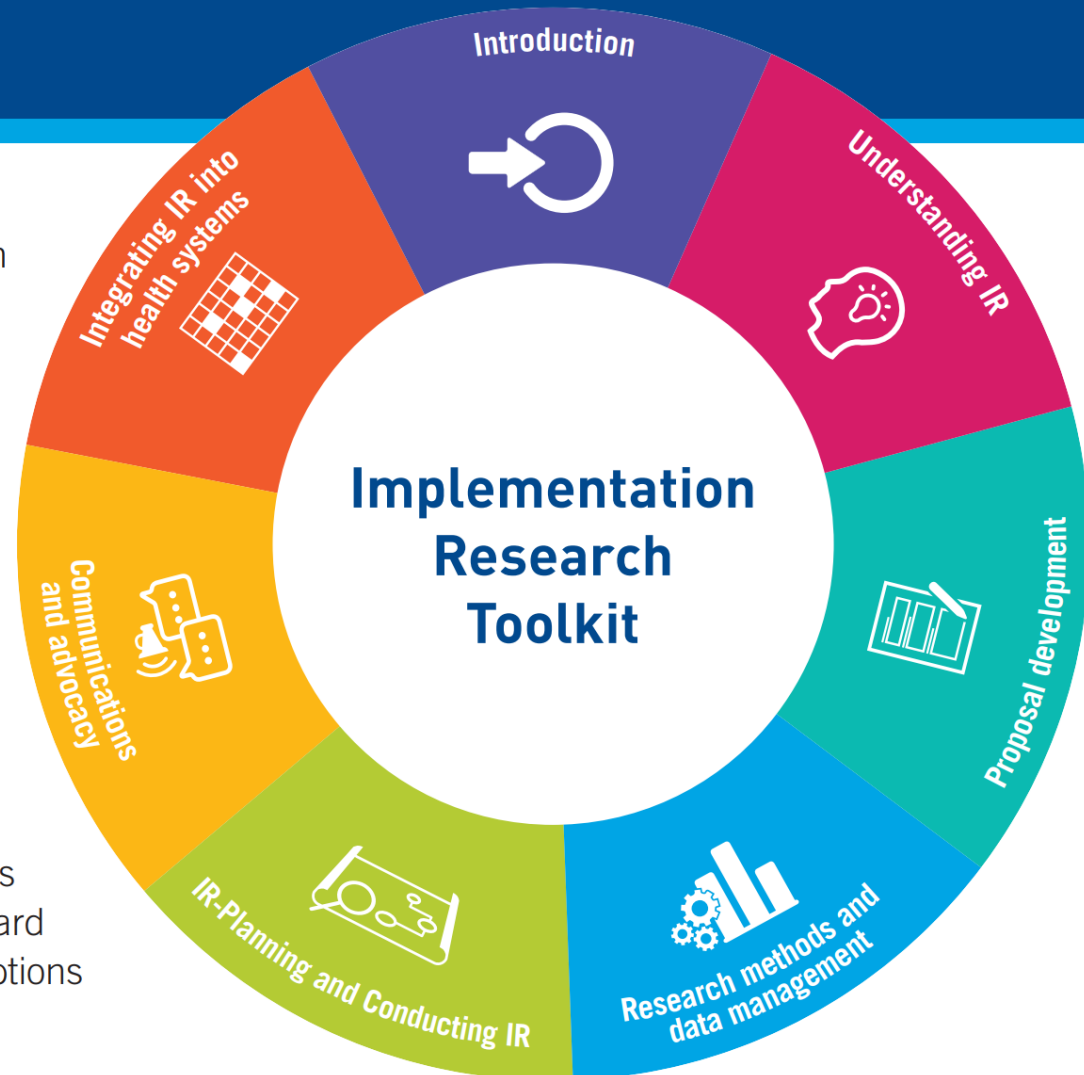 Introduction
Understanding IR
Proposal development
Research methods and
data management
IR-Planning and Conducting IR
Communications
and advocacy
Integrating IR into
health systems
Implementation
Research
Toolkit